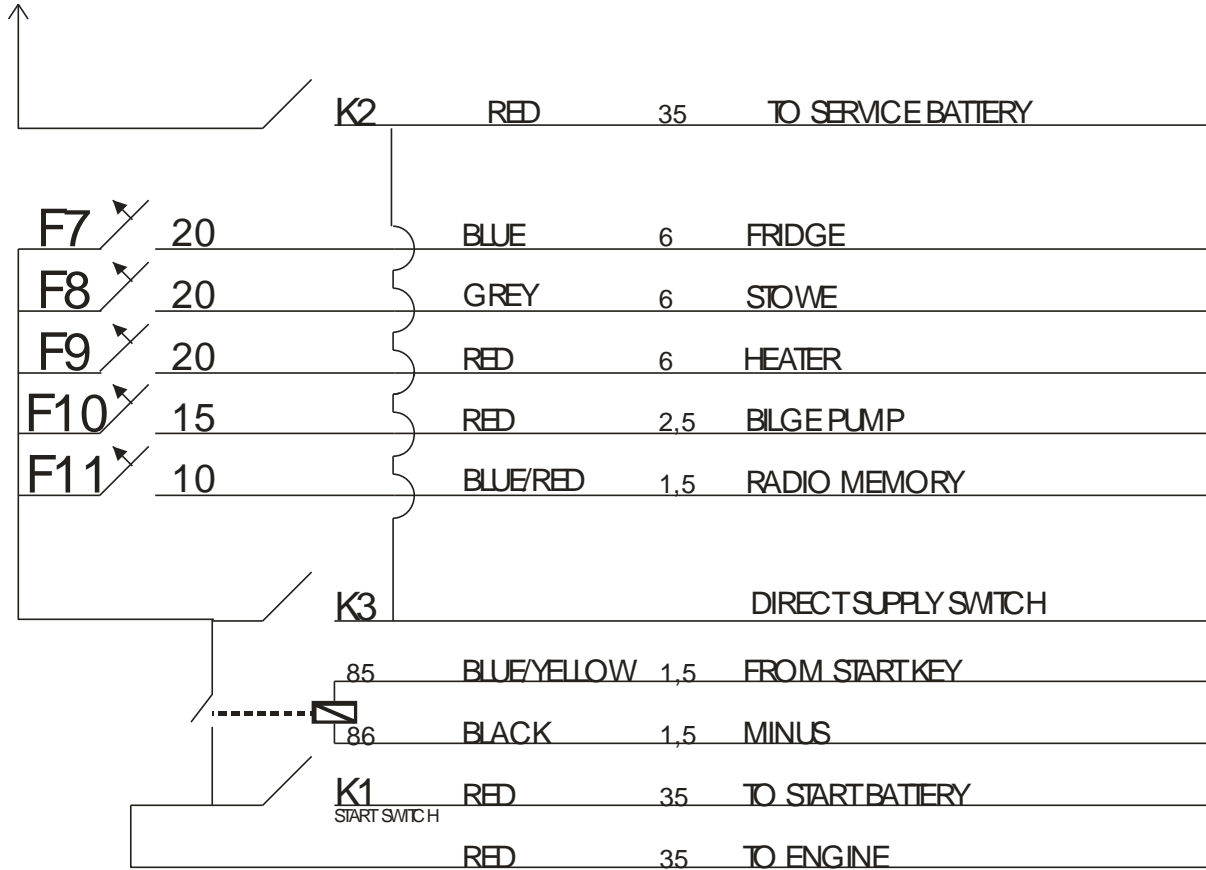 K2 RED 35 TO SERVICE BATTERY
F7 20 BLUE 6 FRIDGE
F8 20 GREY 6 STOWE
F9 20 RED 6 HEATER
F10 15 RED 2,5 BILGE PUMP
F11 10 BLUE/RED 1,5 RADIO MEMORY
K3 DIRECT SUPPLY SWITCH
85 BLUE/YELLOW 1,5 FROM START KEY
86 BLACK 1,5 MINUS
K1 RED 35 TO START BATTERY
START SWITCH
RED 35 TO ENGINE